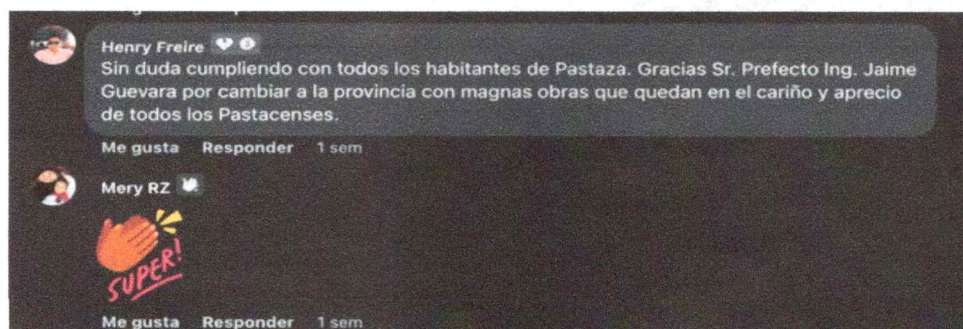 Henry Freire
Sin duda cumpliendo con todos los habitantes de Pastaza. Gracias Sr. Prefecto Ing. Jaime
Guevara por cambiar a la provincia con magnas obras que quedan en el cariño y aprecio
de todos los Pastacenses.
Me gusta Responder 1 sem
Mery RZ
SUPER!
Me gusta Responder 1 sem